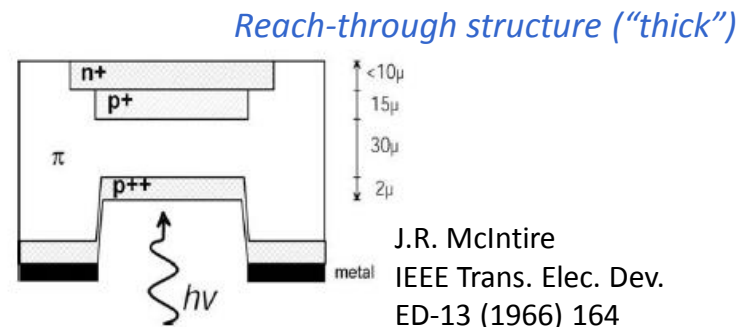 Reach-through structure (“thick”)
n+
<10μ
p+
15μ
30μ
π
p++
2μ
J.R. McIntire
metal
IEEE Trans. Elec. Dev.
hν
ED-13 (1966) 164